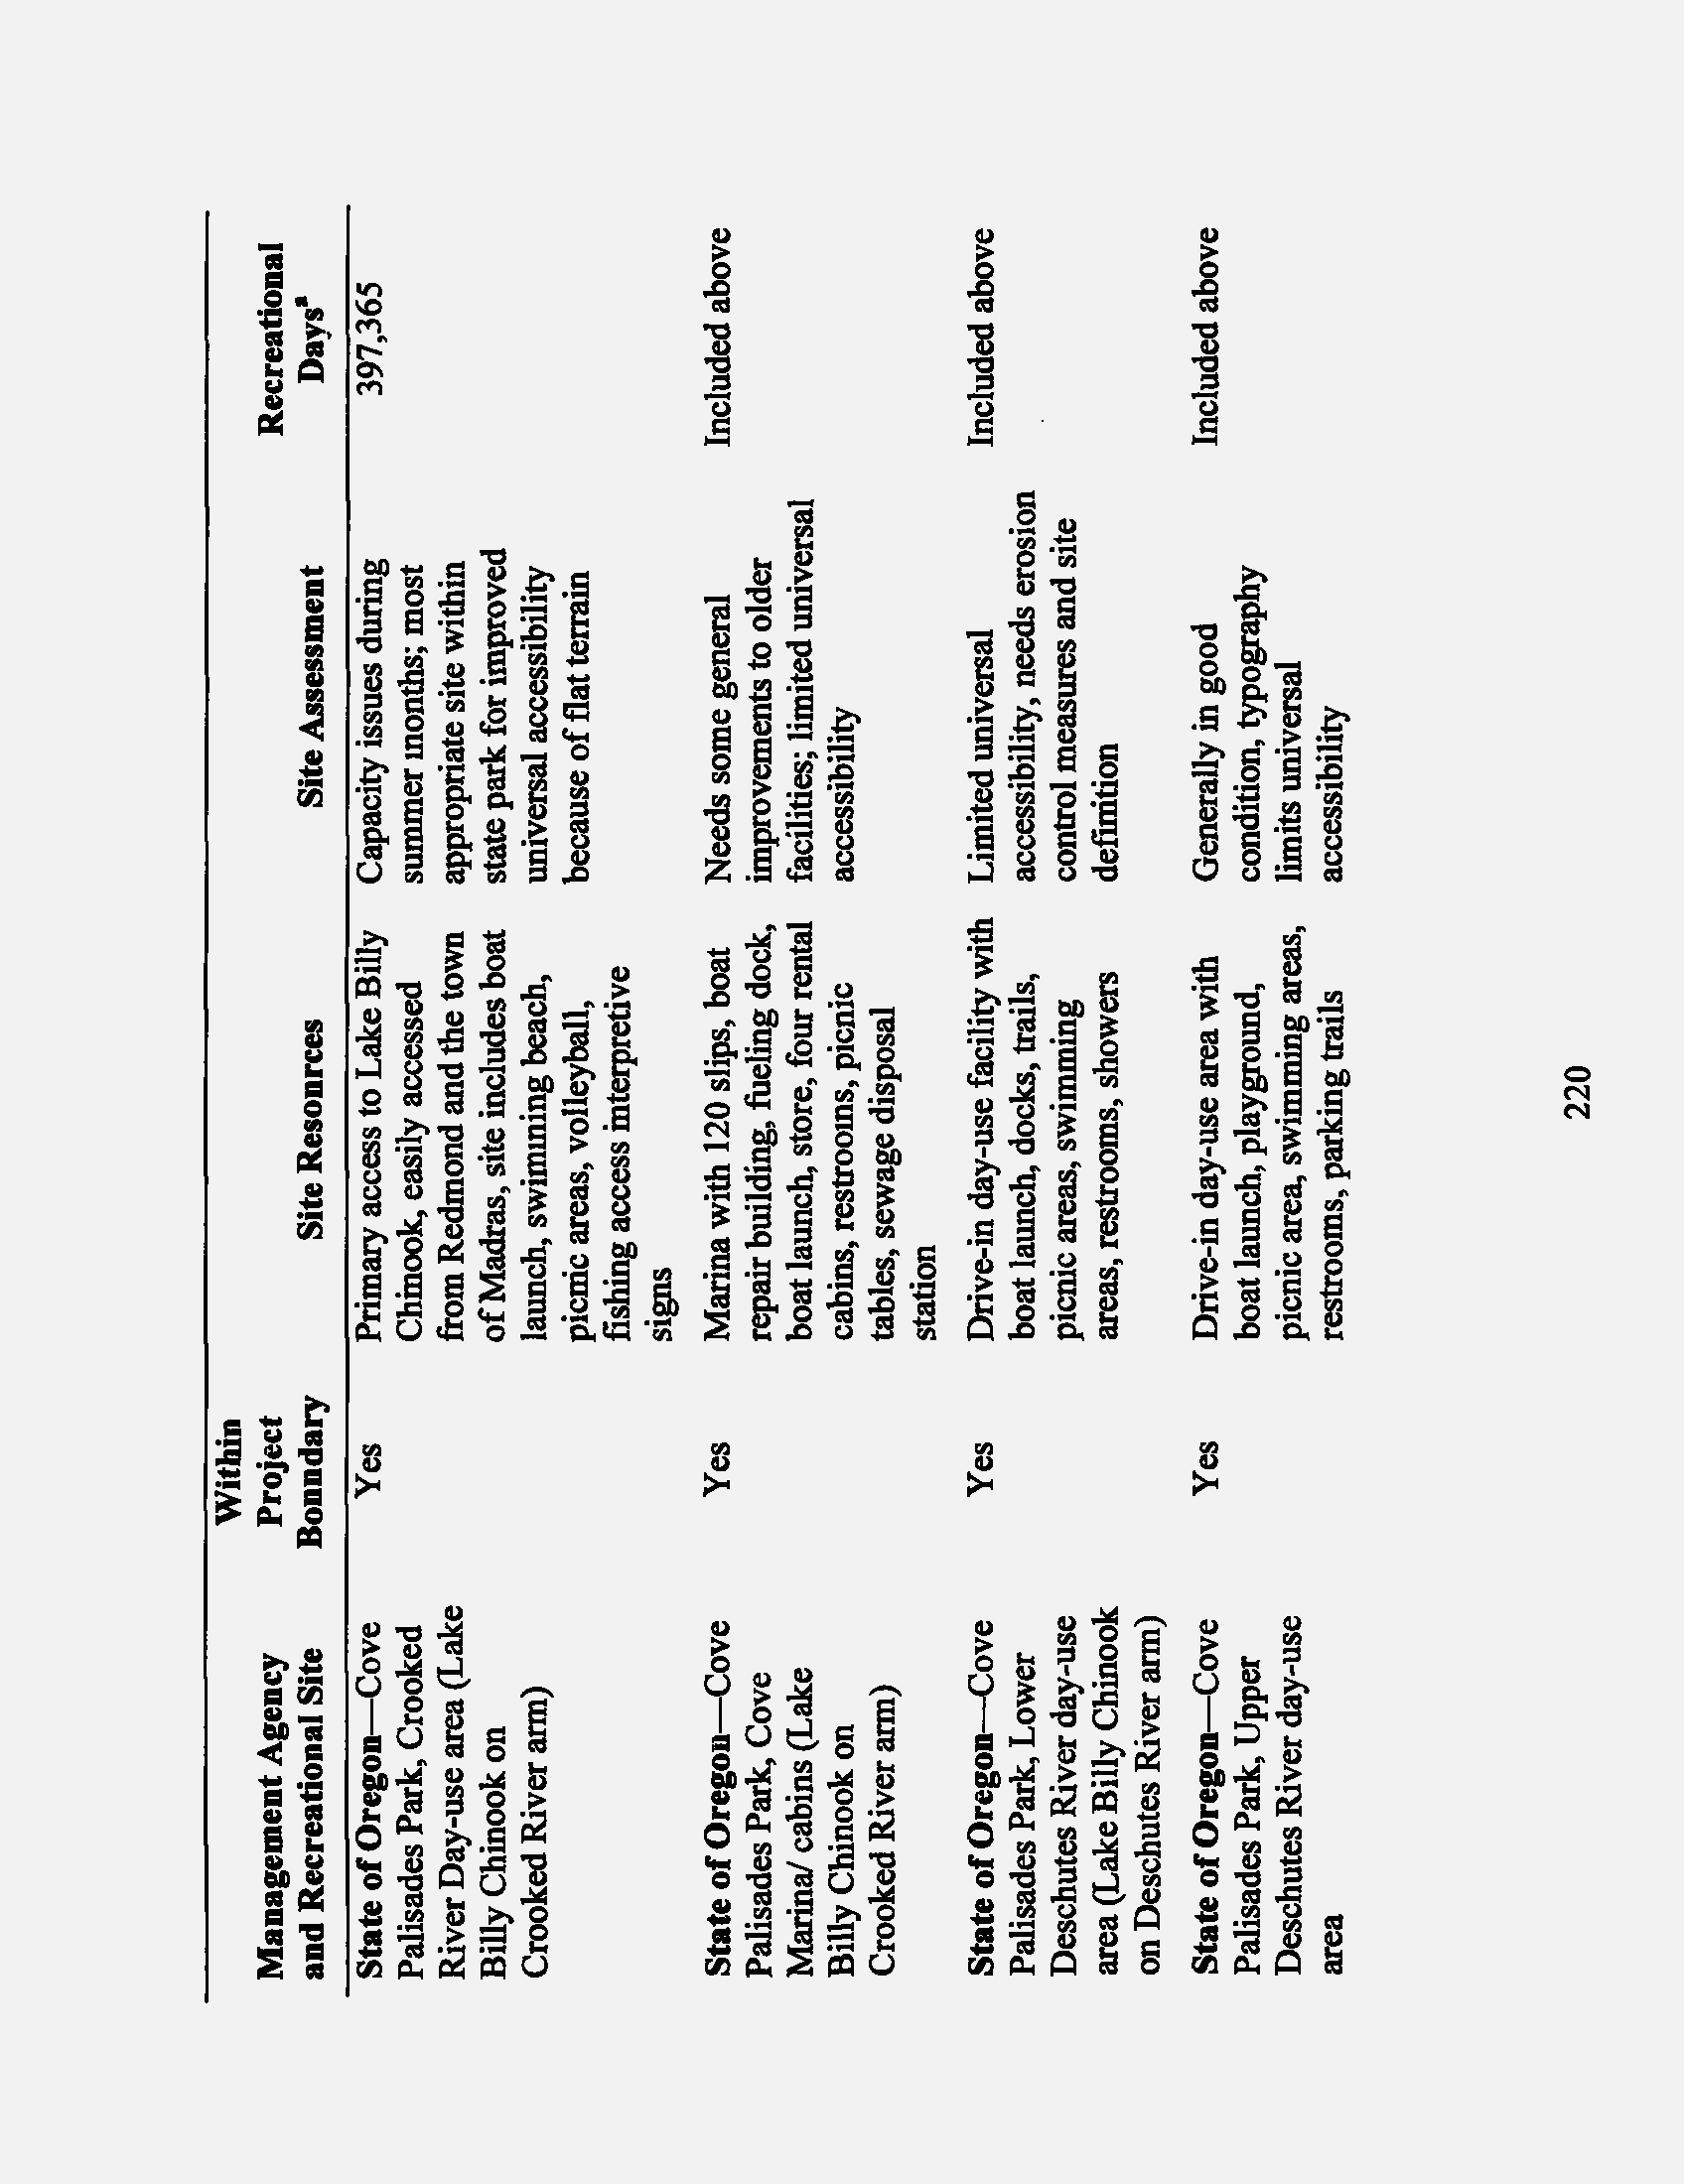 Management Agency
and Recreational Site
Within
Project
Bonndary
Site Resonrces
Site Assessment
Recreational
Days^a
State of Oregon—Cove
Palisades Park, Crooked
River Day-use area (Lake
Billy Chinook on
Crooked River arm)
Yes
Primary access to Lake Billy
Chinook, easily accessed
from Redmond and the town
of Madras, site includes boat
launch, swimming beach,
picnic areas, volleyball,
fishing access interpretive
signs
Capacity issues during
summer months; most
appropriate site within
state park for improved
universal accessibility
because of flat terrain
397,365
State of Oregon—Cove
Palisades Park, Cove
Marina/ cabins (Lake
Billy Chinook on
Crooked River arm)
Yes
Marina with 120 slips, boat
repair building, fueling dock,
boat launch, store, four rental
cabins, restrooms, picnic
tables, sewage disposal
station
Needs some general
improvements to older
facilities; limited universal
accessibility
Included above
State of Oregon—Cove
Palisades Park, Lower
Deschutes River day-use
area (Lake Billy Chinook
on Deschutes River arm)
Yes
Drive-in day-use facility with
boat launch, docks, trails,
picnic areas, swimming
areas, restrooms, showers
Limited universal
accessibility, needs erosion
control measures and site
definition
Included above
State of Oregon—Cove
Palisades Park, Upper
Deschutes River day-use
area
Yes
Drive-in day-use area with
boat launch, playground,
picnic area, swimming areas,
restrooms, parking trails
Generally in good
condition, typography
limits universal
accessibility
Included above
220